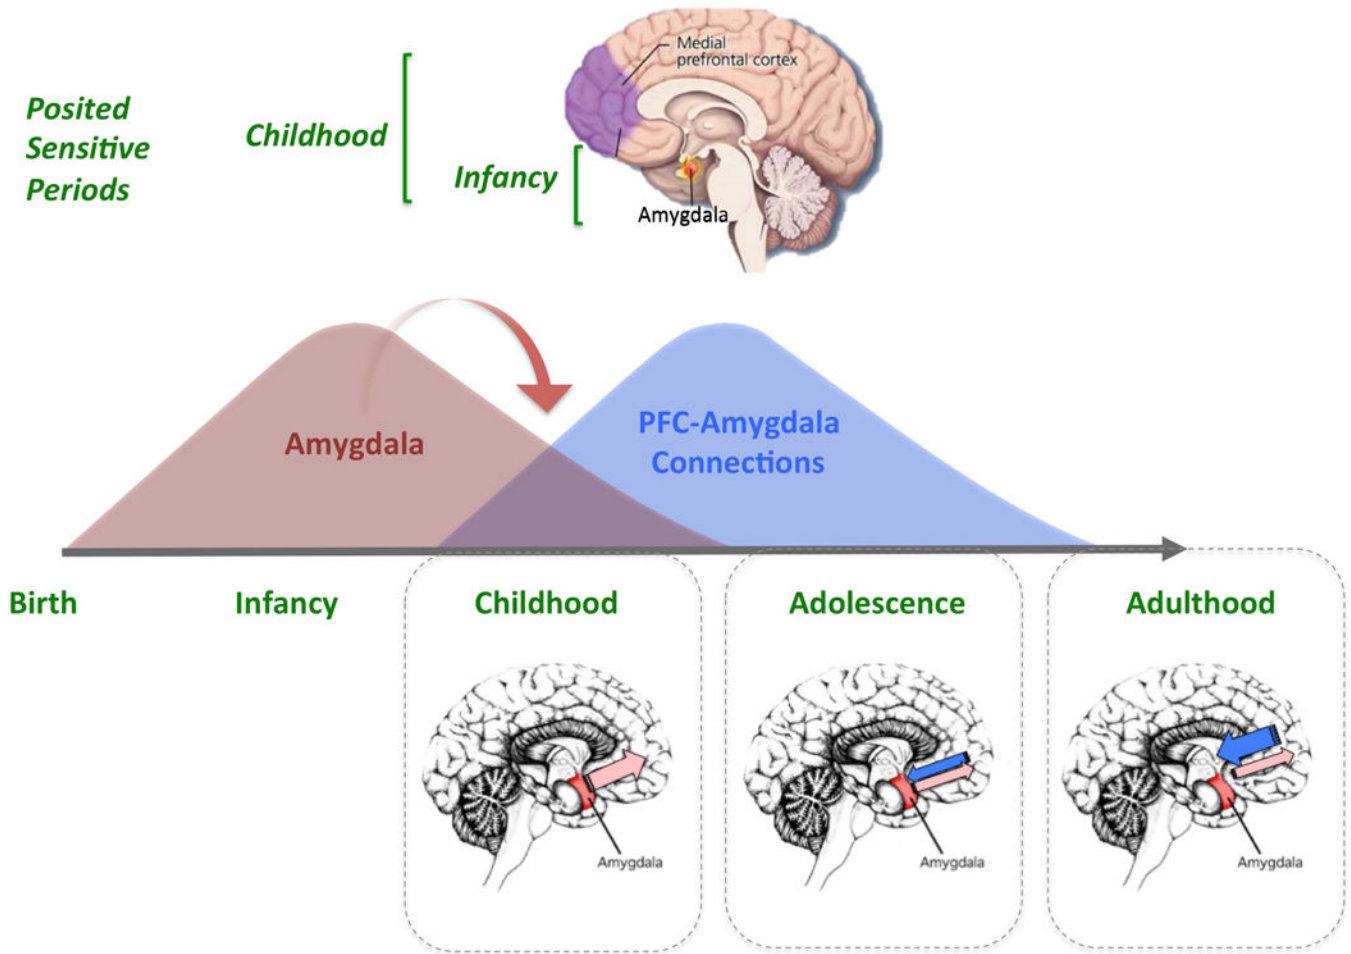 Medial
prefrontal cortex
Posited
Sensitive
Periods
Childhood
Infancy
Amygdala
Amygdala
PFC-Amygdala
Connections
Birth
Infancy
Childhood
Adolescence
Adulthood
Amygdala
Amygdala
Amygdala